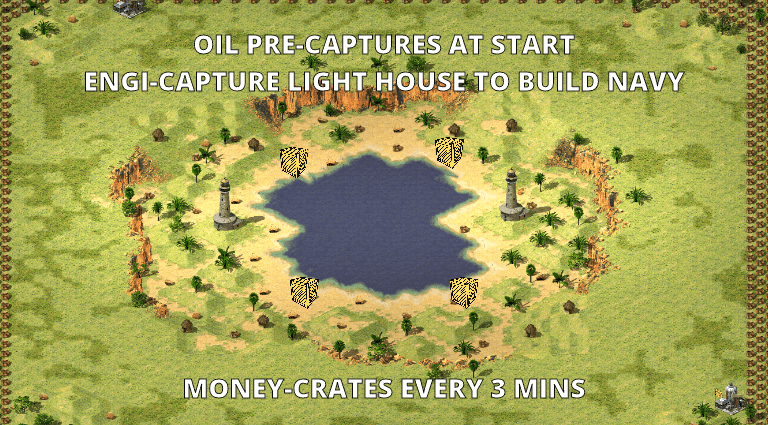 OIL PRE-CAPTURES AT START
ENGI-CAPTURE LIGHT HOUSE TO BUILD NAVY
MONEY-CRATES EVERY 3 MINS